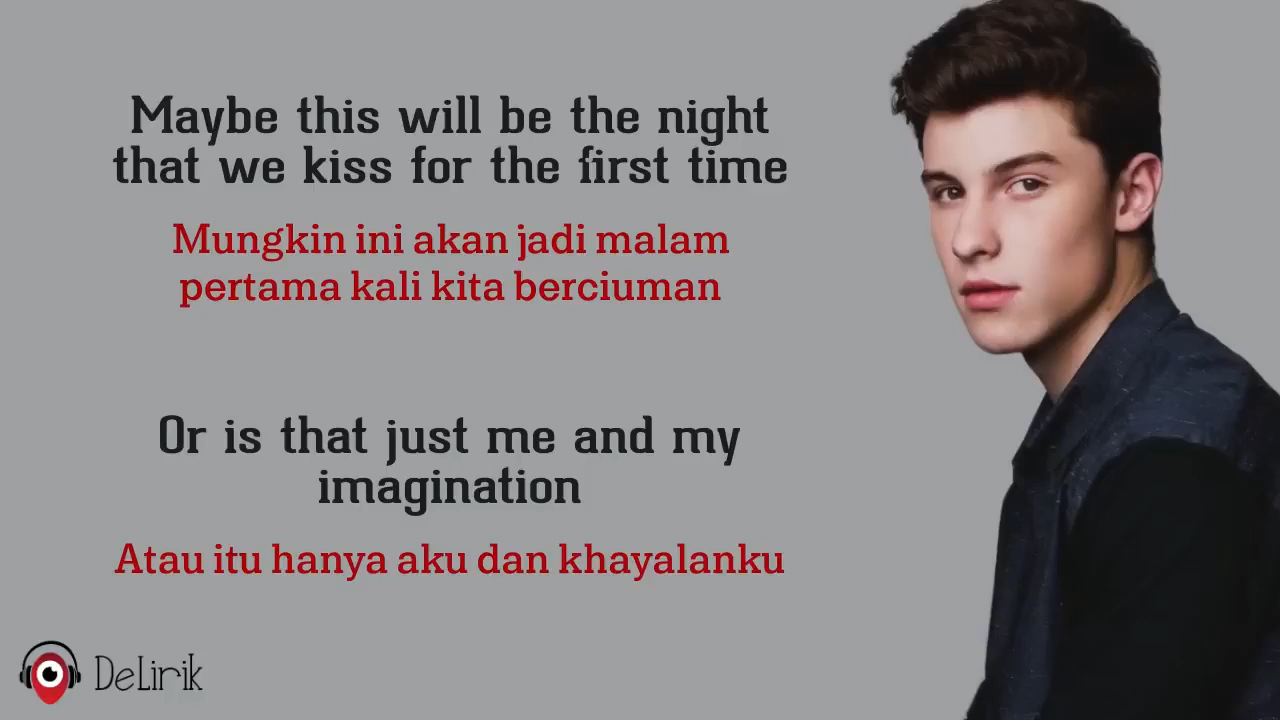 Maybe this will be the night
that we kiss for the first time
Mungkin ini akan jadi malam
pertama kali kita berciuman
Or is that just me and my
imagination
Atau itu hanya aku dan khayalanku
DeLirik